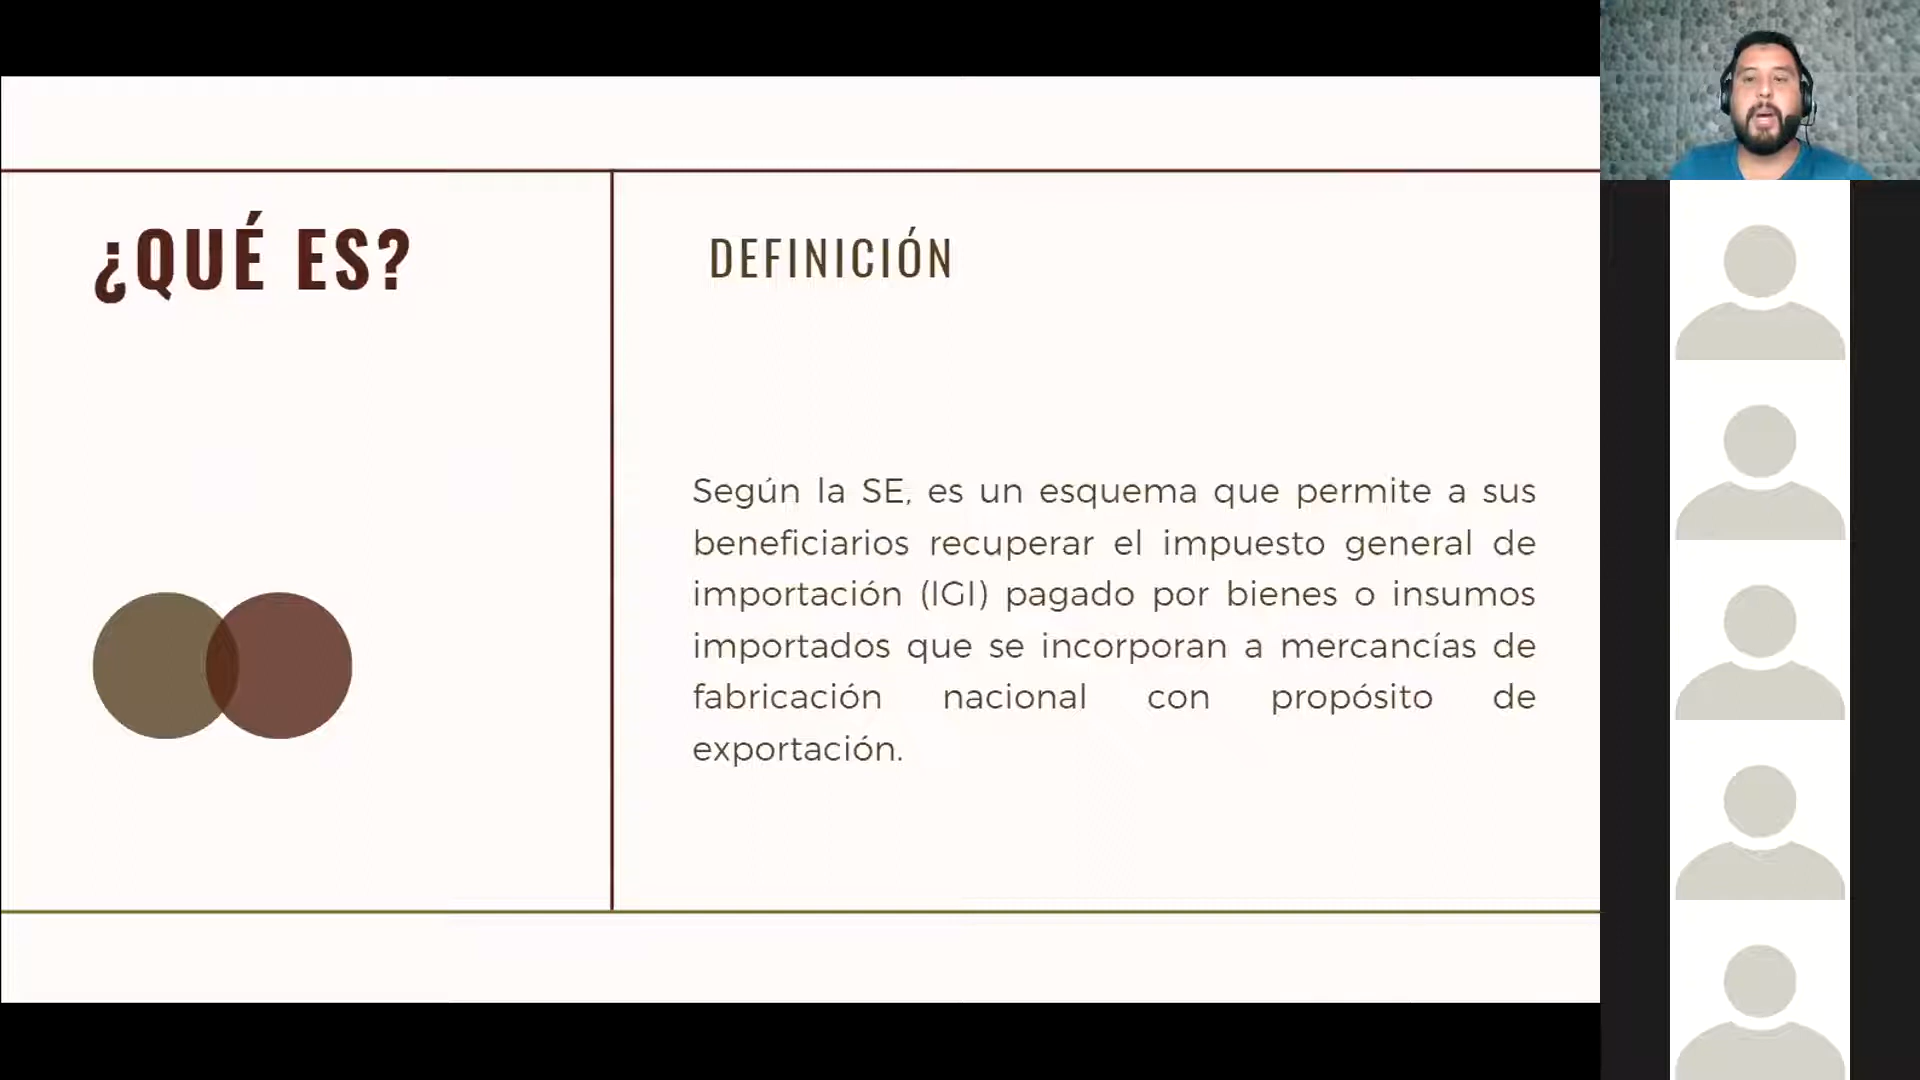 ¿QUÉ ES?
DEFINICIÓN
Según la SE, es un esquema que permite a sus
beneficiarios recuperar el impuesto general de
importación (IGI) pagado por bienes o insumos
importados que se incorporan a mercancías de
fabricación nacional con propósito de
exportación.